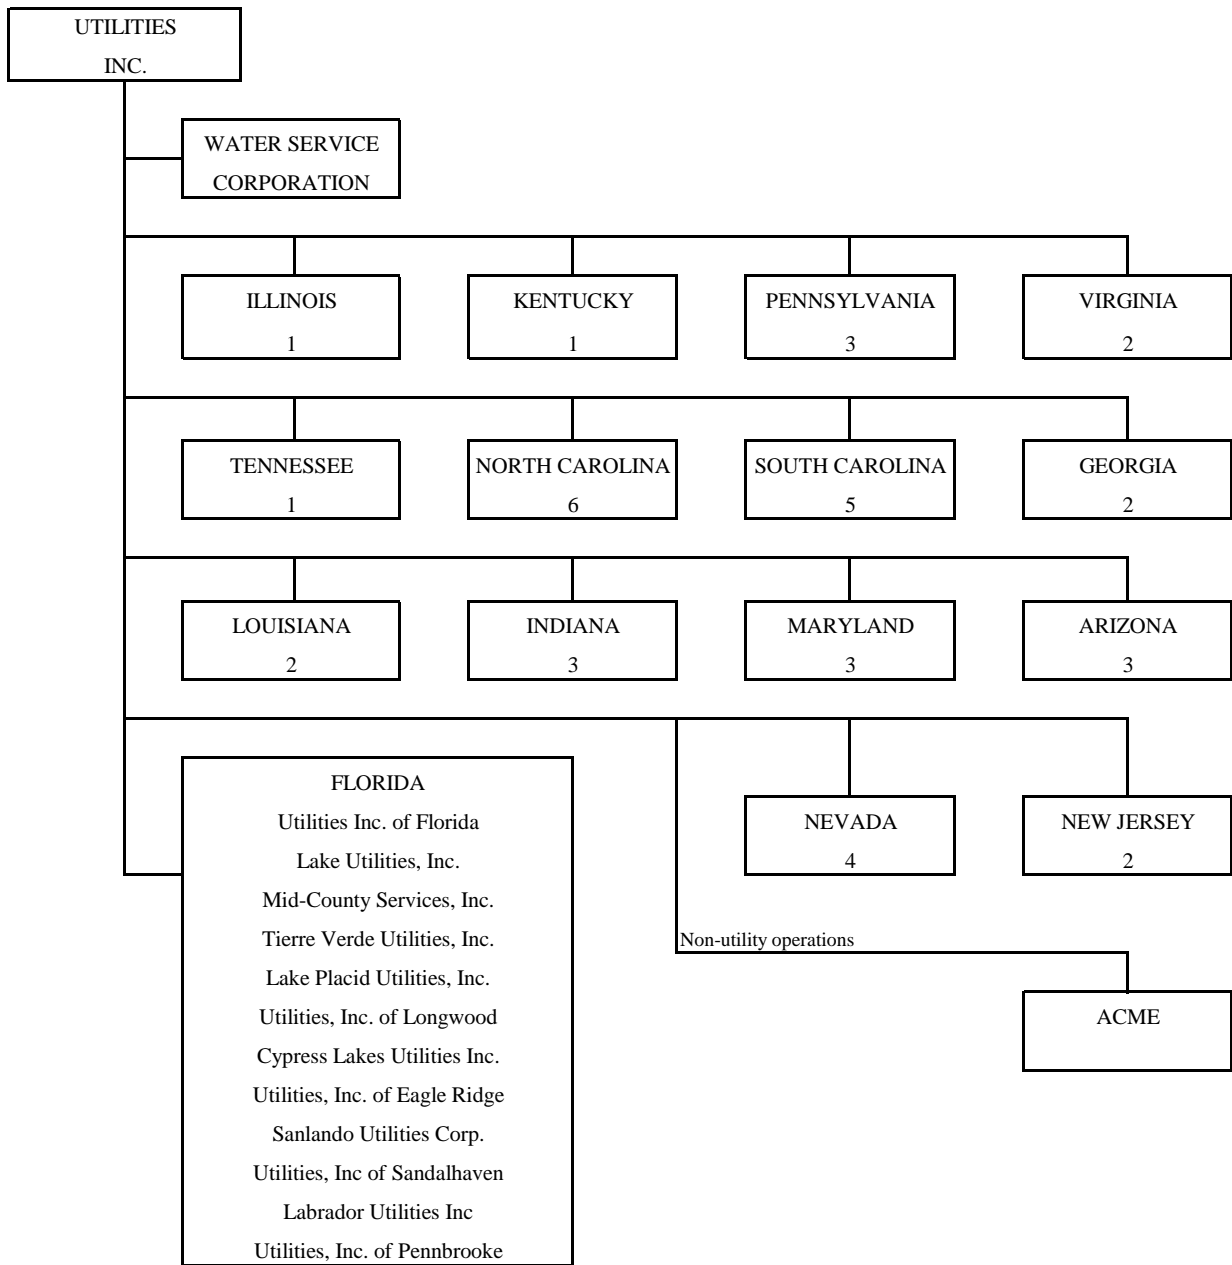 UTILITIES
INC.
WATER SERVICE
CORPORATION
ILLINOIS
1
KENTUCKY
1
PENNSYLVANIA
3
VIRGINIA
2
TENNESSEE
1
NORTH CAROLINA
6
SOUTH CAROLINA
5
GEORGIA
2
LOUISIANA
2
INDIANA
3
MARYLAND
3
ARIZONA
3
FLORIDA
Utilities Inc. of Florida
Lake Utilities, Inc.
Mid-County Services, Inc.
Tierre Verde Utilities, Inc.
Lake Placid Utilities, Inc.
Utilities, Inc. of Longwood
Cypress Lakes Utilities Inc.
Utilities, Inc. of Eagle Ridge
Sanlando Utilities Corp.
Utilities, Inc of Sandalhaven
Labrador Utilities Inc
Utilities, Inc. of Pennbrooke
NEVADA
4
NEW JERSEY
2
Non-utility operations
ACME